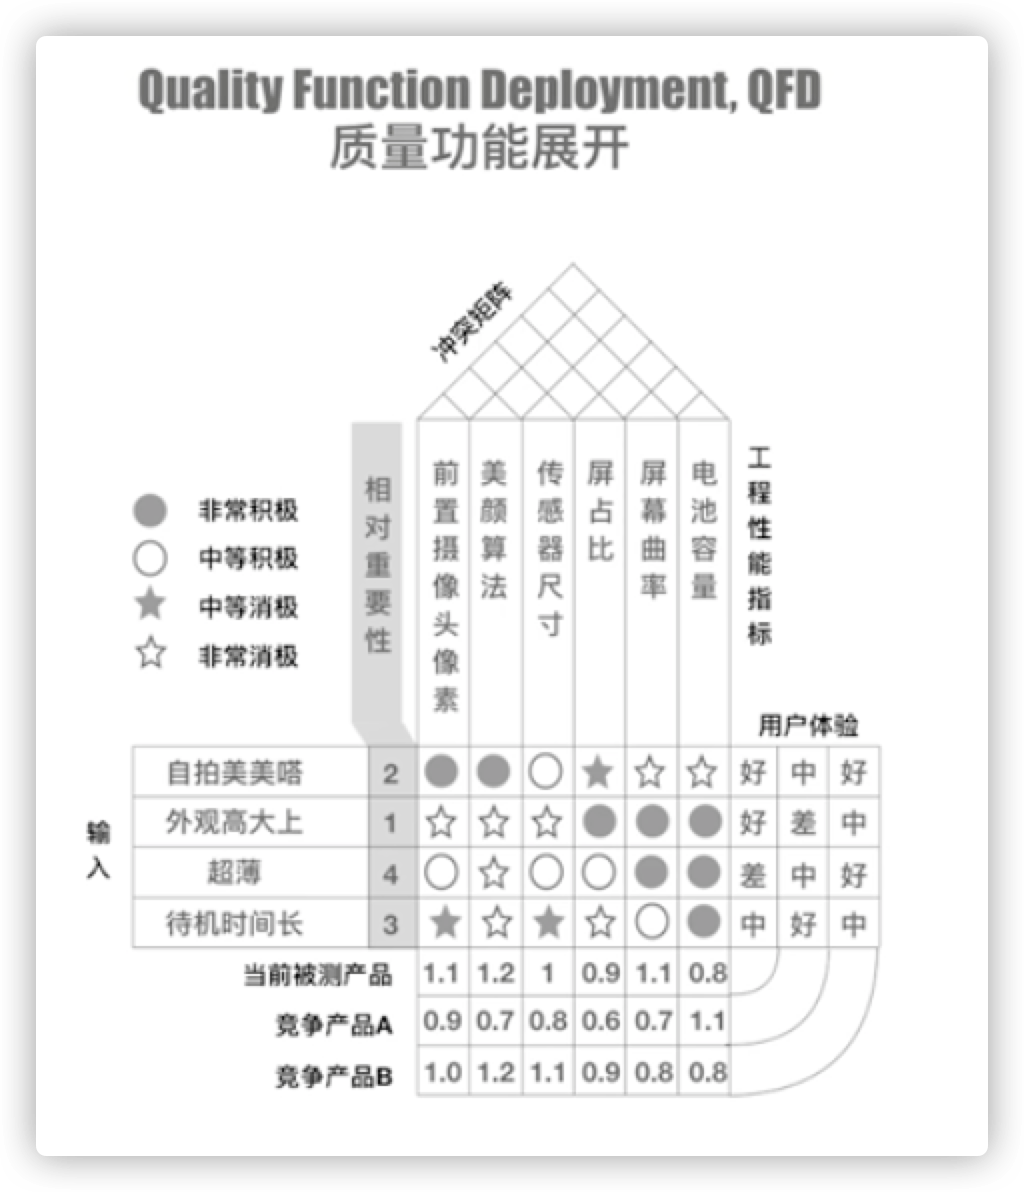 Quality Function Deployment, QFD
质量功能展开
冲突矩阵
非常积极
中等积极
中等消极
非常消极
相对重要性
前置摄像头像素
美颜算法
传感器尺寸
屏占比
屏幕曲率
电池容量
工程性能指标
用户体验
输入
自拍美美嗒 2 好 中 好
外观高大上 1 好 差 中
超薄 4 差 中 好
待机时间长 3 中 好 中
当前被测产品 1.1 1.2 1 0.9 1.1 0.8
竞争产品A 0.9 0.7 0.8 0.6 0.7 1.1
竞争产品B 1.0 1.2 1.1 0.9 0.8 0.8